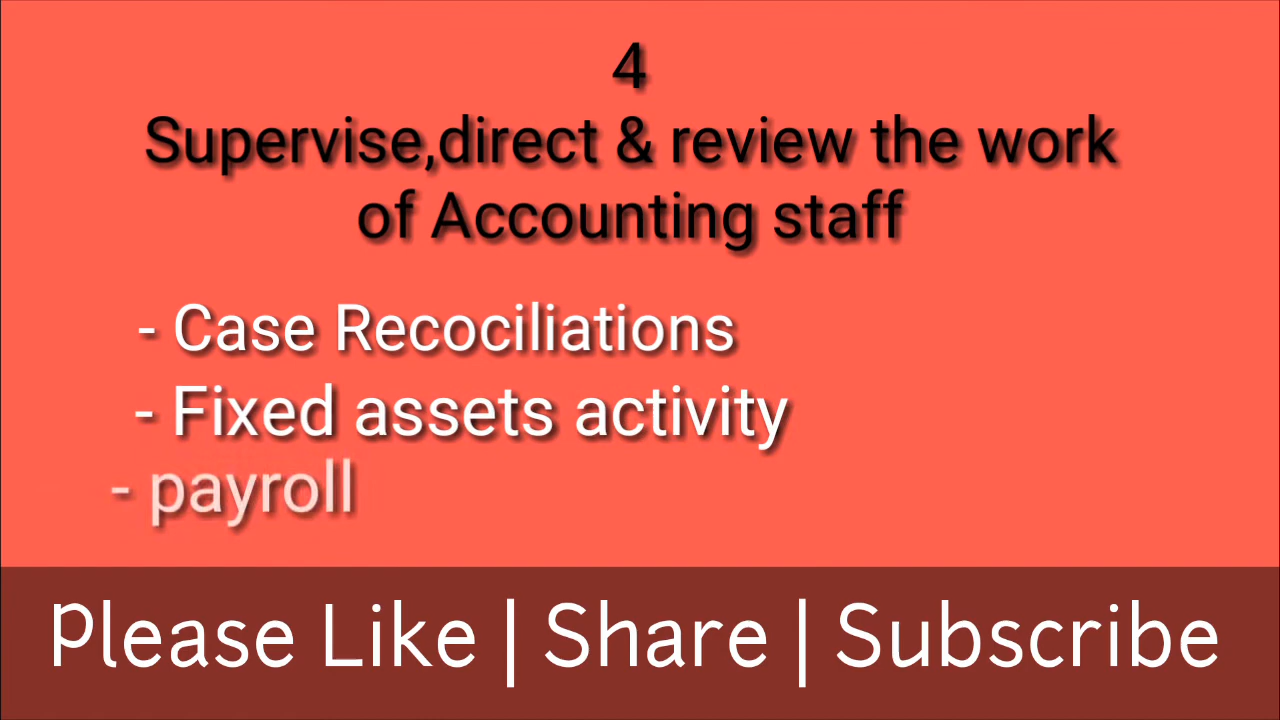 4
Supervise,direct & review the work
of Accounting staff
- Case Recociliations
- Fixed assets activity
- payroll
Please Like | Share | Subscribe